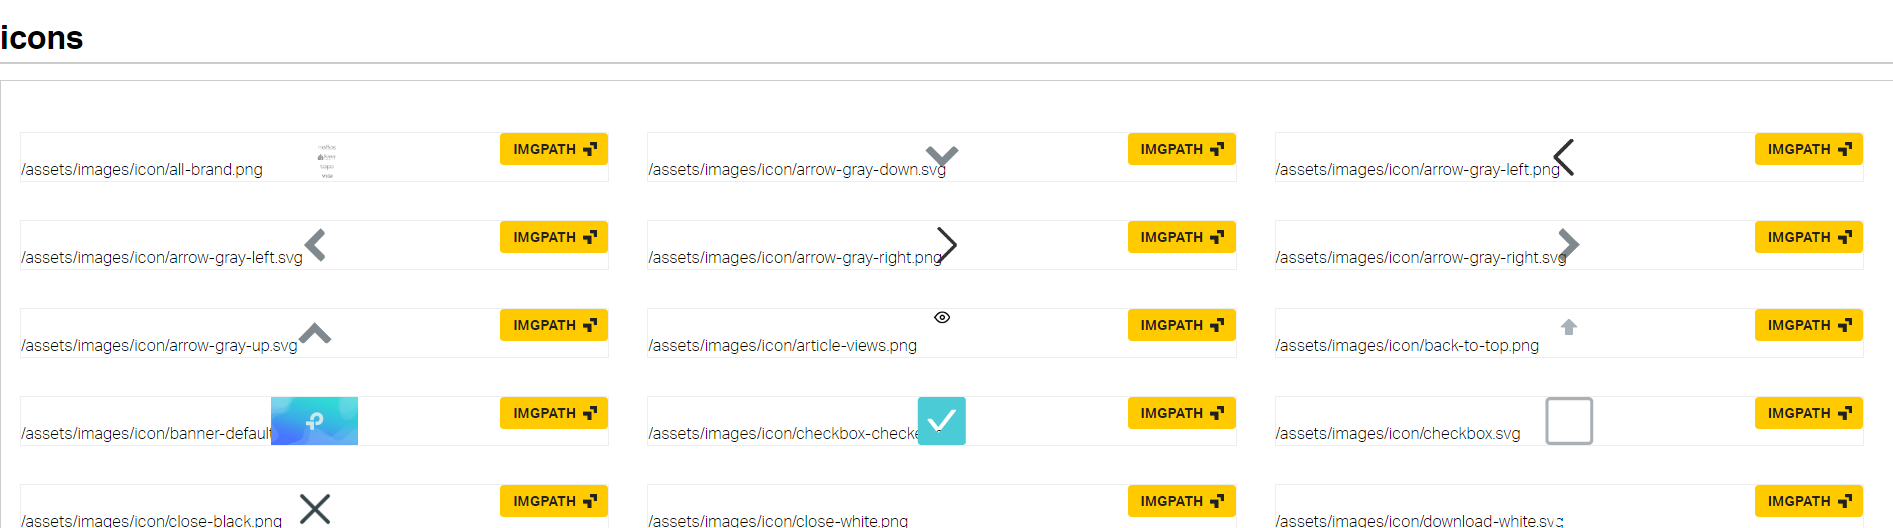 icons
/assets/images/icon/all-brand.png
IMGPATH
/assets/images/icon/arrow-gray-down.svg
IMGPATH
/assets/images/icon/arrow-gray-left.png
IMGPATH
/assets/images/icon/arrow-gray-left.svg
IMGPATH
/assets/images/icon/arrow-gray-right.png
IMGPATH
/assets/images/icon/arrow-gray-right.svg
IMGPATH
/assets/images/icon/arrow-gray-up.svg
IMGPATH
/assets/images/icon/article-views.png
IMGPATH
/assets/images/icon/back-to-top.png
IMGPATH
/assets/images/icon/banner-default
IMGPATH
/assets/images/icon/checkbox-checke
IMGPATH
/assets/images/icon/checkbox.svg
IMGPATH
/assets/images/icon/close-black.png
IMGPATH
/assets/images/icon/close-white.png
IMGPATH
/assets/images/icon/download-white.svg
IMGPATH